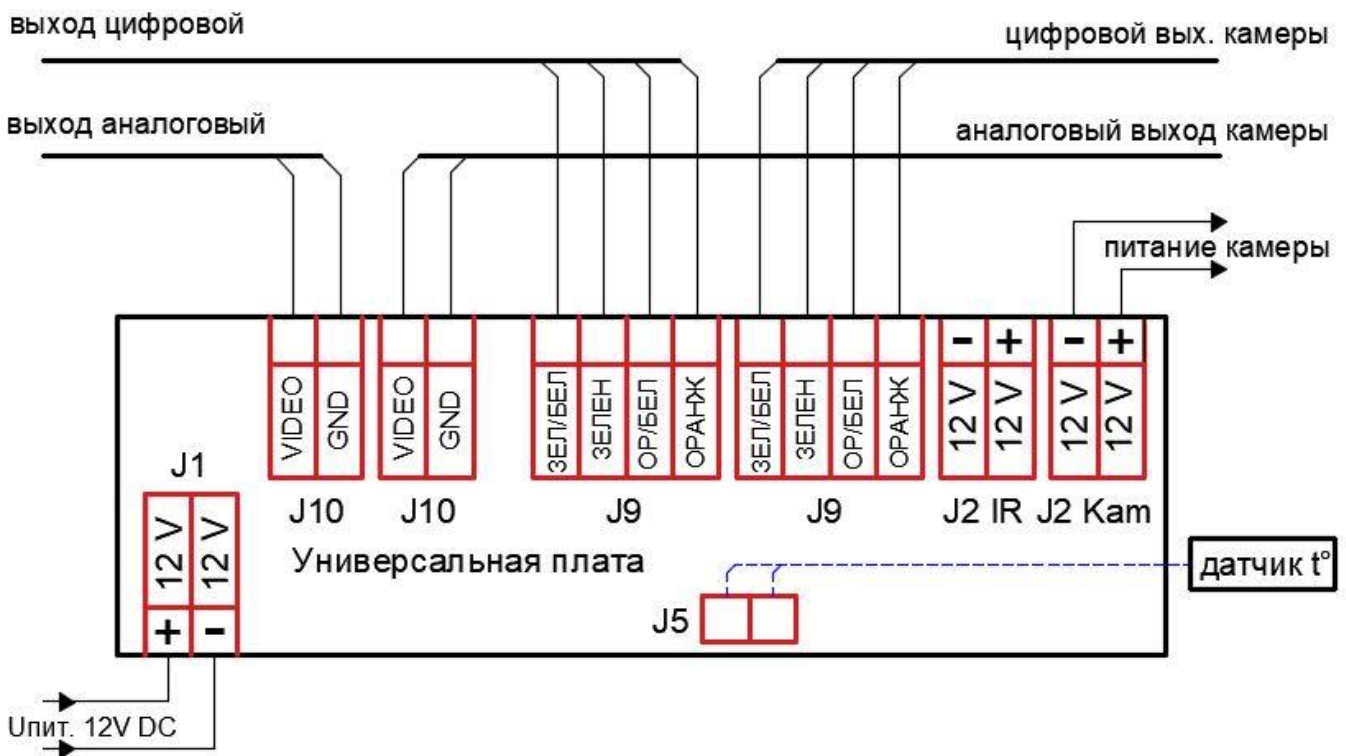 выход цифровой
цифровой вых. камеры
выход аналоговый
аналоговый выход камеры
питание камеры
- + - +
VIDEO GND VIDEO GND ЗЕЛ/БЕЛ ЗЕЛЕН ОР/БЕЛ ОРАНЖ ЗЕЛ/БЕЛ ЗЕЛЕН ОР/БЕЛ ОРАНЖ 12 V 12 V 12 V 12 V
J1
J10 J10 J9 J9 J2 IR J2 Kam
12 V 12 V
Универсальная плата
датчик t°
J5
+ -
Uпит. 12V DC